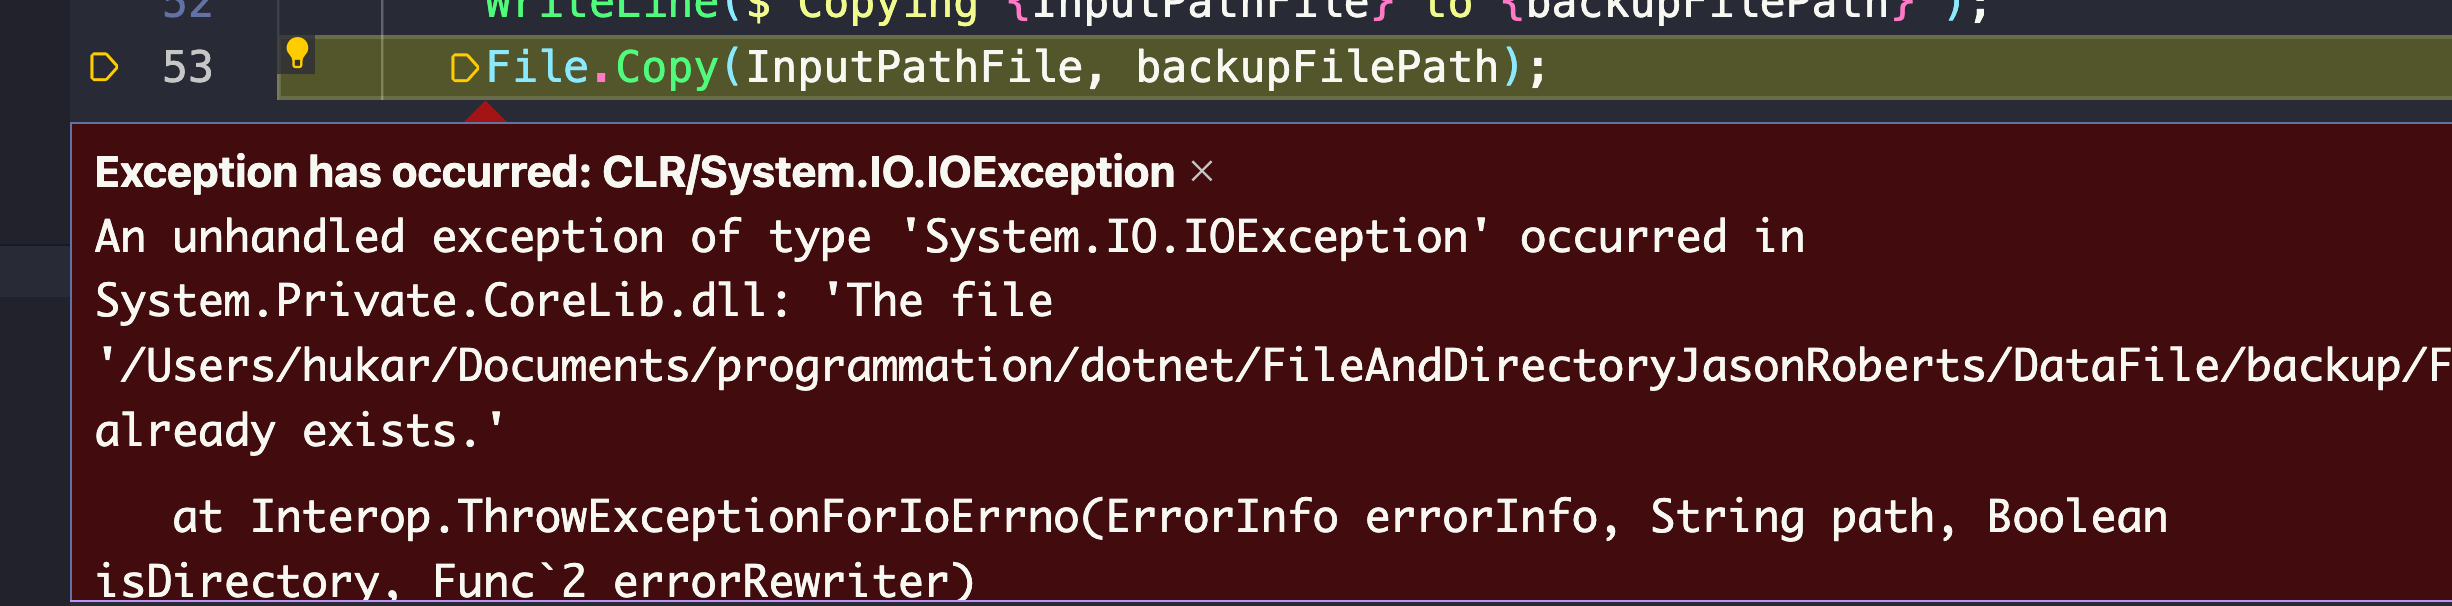 52 WriteLine($"Copying {InputPathFile} to {backupFilePath}");
53 File.Copy(InputPathFile, backupFilePath);
Exception has occurred: CLR/System.IO.IOException ×
An unhandled exception of type 'System.IO.IOException' occurred in
System.Private.CoreLib.dll: 'The file
'/Users/hukar/Documents/programmation/dotnet/FileAndDirectoryJasonRoberts/DataFile/backup/F
already exists.'
at Interop.ThrowExceptionForIoErrno(ErrorInfo errorInfo, String path, Boolean
isDirectory, Func`2 errorRewriter)